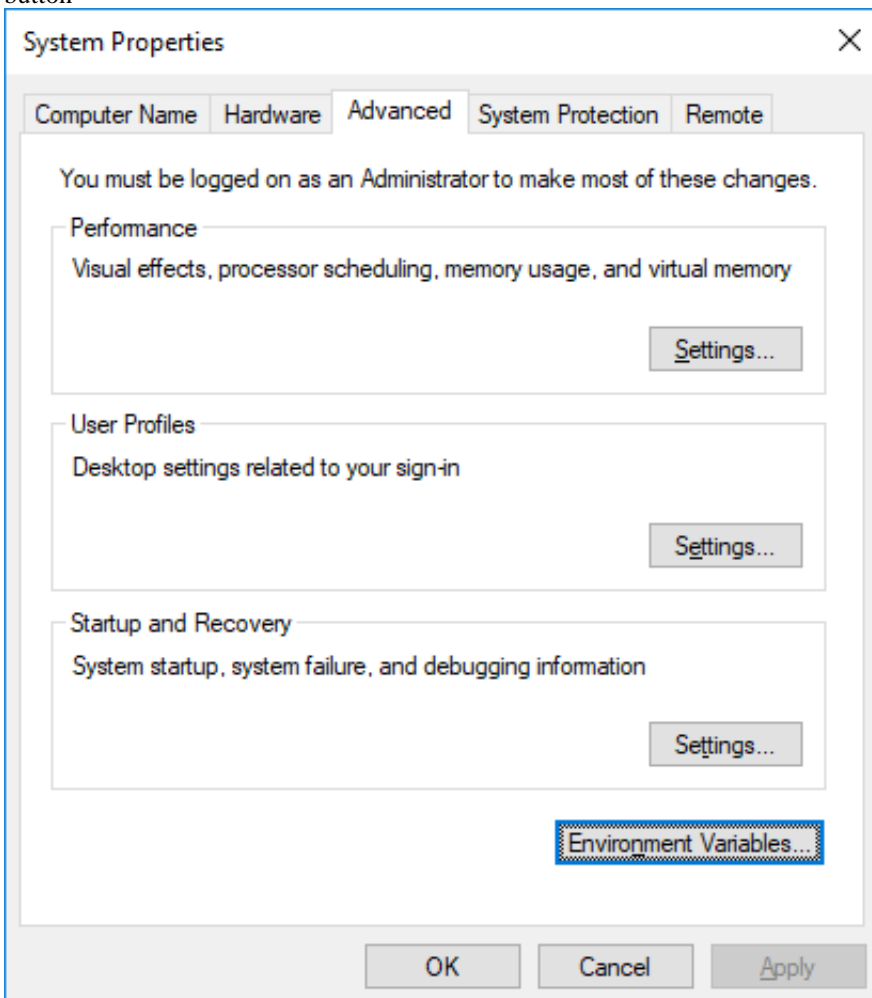 button
System Properties
Computer Name Hardware Advanced System Protection Remote
You must be logged on as an Administrator to make most of these changes.
Performance
Visual effects, processor scheduling, memory usage, and virtual memory
Settings...
User Profiles
Desktop settings related to your sign-in
Settings...
Startup and Recovery
System startup, system failure, and debugging information
Settings...
Environment Variables...
OK Cancel Apply